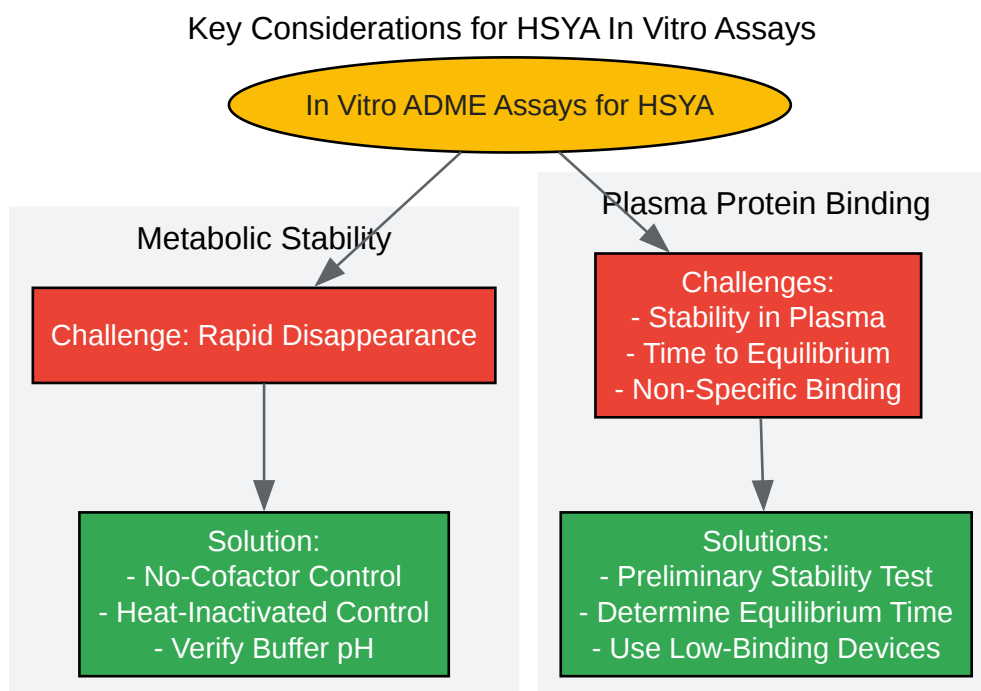 Key Considerations for HSYA In Vitro Assays
In Vitro ADME Assays for HSYA
Metabolic Stability
Challenge: Rapid Disappearance
Solution:
- No-Cofactor Control
- Heat-Inactivated Control
- Verify Buffer pH
Plasma Protein Binding
Challenges:
- Stability in Plasma
- Time to Equilibrium
- Non-Specific Binding
Solutions:
- Preliminary Stability Test
- Determine Equilibrium Time
- Use Low-Binding Devices